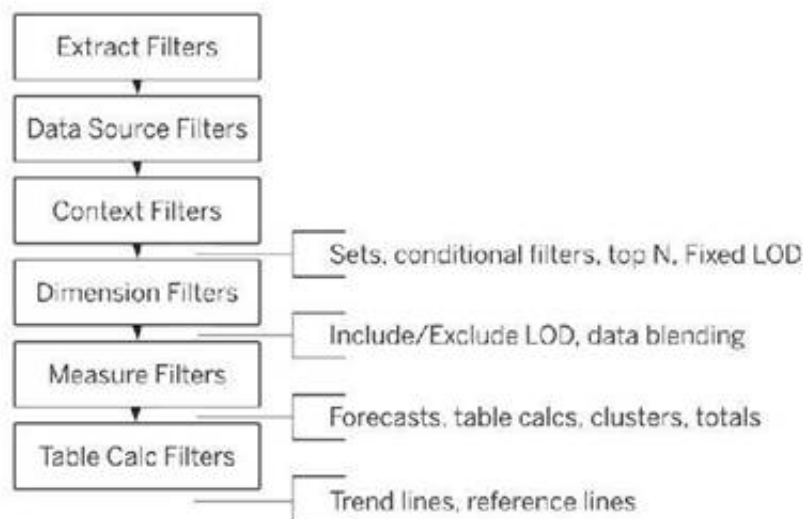 Extract Filters
Data Source Filters
Context Filters
Sets, conditional filters, top N, Fixed LOD
Dimension Filters
Include/Exclude LOD, data blending
Measure Filters
Forecasts, table calcs, clusters, totals
Table Calc Filters
Trend lines, reference lines